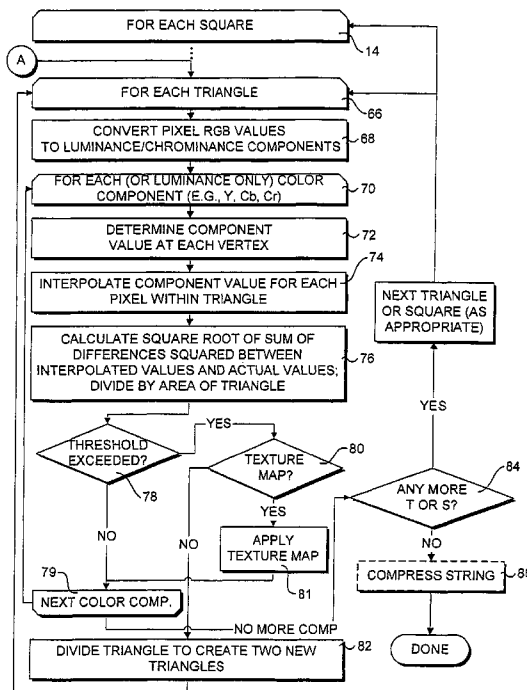 FOR EACH SQUARE
14
A
FOR EACH TRIANGLE
66
CONVERT PIXEL RGB VALUES
TO LUMINANCE/CHROMINANCE COMPONENTS
68
FOR EACH (OR LUMINANCE ONLY) COLOR
COMPONENT (E.G., Y, Cb, Cr)
70
DETERMINE COMPONENT
VALUE AT EACH VERTEX
72
74
INTERPOLATE COMPONENT VALUE FOR EACH
PIXEL WITHIN TRIANGLE
NEXT TRIANGLE
OR SQUARE (AS
APPROPRIATE)
CALCULATE SQUARE ROOT OF SUM OF
DIFFERENCES SQUARED BETWEEN
INTERPOLATED VALUES AND ACTUAL VALUES;
DIVIDE BY AREA OF TRIANGLE
76
YES
YES
THRESHOLD
EXCEEDED?
78
TEXTURE
MAP?
80
84
ANY MORE
T OR S?
NO
NO
YES
NO
APPLY
TEXTURE MAP
81
COMPRESS STRING
79
NEXT COLOR COMP.
NO MORE COMP
DONE
82
DIVIDE TRIANGLE TO CREATE TWO NEW
TRIANGLES